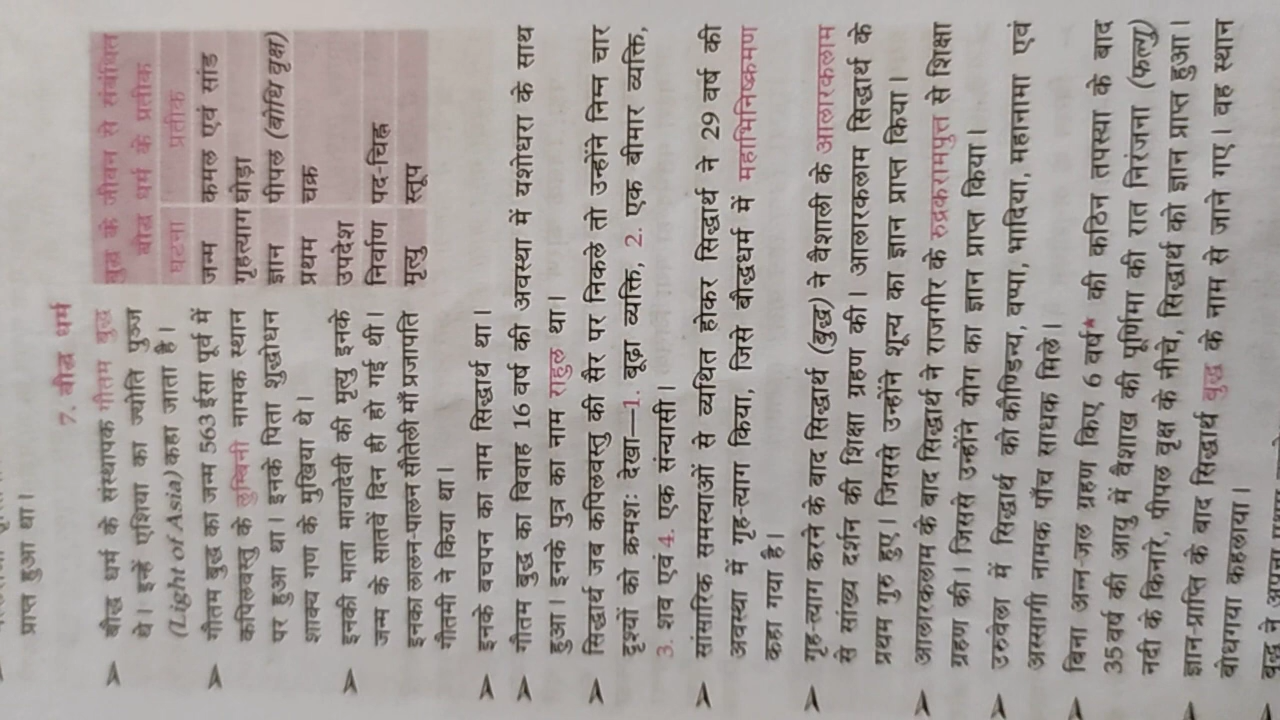 प्राप्त हुआ था।
7. बौद्ध धर्म
➤ बौद्ध धर्म के संस्थापक गौतम बुद्ध
थे। इन्हें एशिया का ज्योति पुञ्ज
(Light of Asia) कहा जाता है।
➤ गौतम बुद्ध का जन्म 563 ईसा पूर्व में
कपिलवस्तु के लुम्बिनी नामक स्थान
पर हुआ था। इनके पिता शुद्धोधन
शाक्य गण के मुखिया थे।
➤ इनकी माता मायादेवी की मृत्यु इनके
जन्म के सातवें दिन ही हो गई थी।
इनका लालन-पालन सौतेली माँ प्रजापति
गौतमी ने किया था।
बुद्ध के जीवन से संबंधित
बौद्ध धर्म के प्रतीक
घटना प्रतीक
जन्म कमल एवं सांड
गृहत्याग घोड़ा
ज्ञान पीपल (बोधि वृक्ष)
प्रथम चक्र
उपदेश
निर्वाण पद-चिह्न
मृत्यु स्तूप
➤ इनके बचपन का नाम सिद्धार्थ था।
➤ गौतम बुद्ध का विवाह 16 वर्ष की अवस्था में यशोधरा के साथ
हुआ। इनके पुत्र का नाम राहुल था।
➤ सिद्धार्थ जब कपिलवस्तु की सैर पर निकले तो उन्होंने निम्न चार
दृश्यों को क्रमशः देखा—1. बूढ़ा व्यक्ति, 2. एक बीमार व्यक्ति,
3. शव एवं 4. एक संन्यासी।
➤ सांसारिक समस्याओं से व्यथित होकर सिद्धार्थ ने 29 वर्ष की
अवस्था में गृह-त्याग किया, जिसे बौद्धधर्म में महाभिनिष्क्रमण
कहा गया है।
➤ गृह-त्याग करने के बाद सिद्धार्थ (बुद्ध) ने वैशाली के आलारकलाम
से सांख्य दर्शन की शिक्षा ग्रहण की। आलारकलाम सिद्धार्थ के
प्रथम गुरु हुए। जिससे उन्होंने शून्य का ज्ञान प्राप्त किया।
➤ आलारकलाम के बाद सिद्धार्थ ने राजगीर के रुद्रकरामपुत्त से शिक्षा
ग्रहण की। जिससे उन्होंने योग का ज्ञान प्राप्त किया।
➤ उरुवेला में सिद्धार्थ को कौण्डिन्य, वप्पा, भादिया, महानामा एवं
अस्सागी नामक पाँच साधक मिले।
➤ बिना अन्न-जल ग्रहण किए 6 वर्ष* की कठिन तपस्या के बाद
35 वर्ष की आयु में वैशाख की पूर्णिमा की रात निरंजना (फल्गु)
नदी के किनारे, पीपल वृक्ष के नीचे, सिद्धार्थ को ज्ञान प्राप्त हुआ।
➤ ज्ञान-प्राप्ति के बाद सिद्धार्थ बुद्ध के नाम से जाने गए। वह स्थान
बोधगया कहलाया।
➤ बुद्ध ने अपना